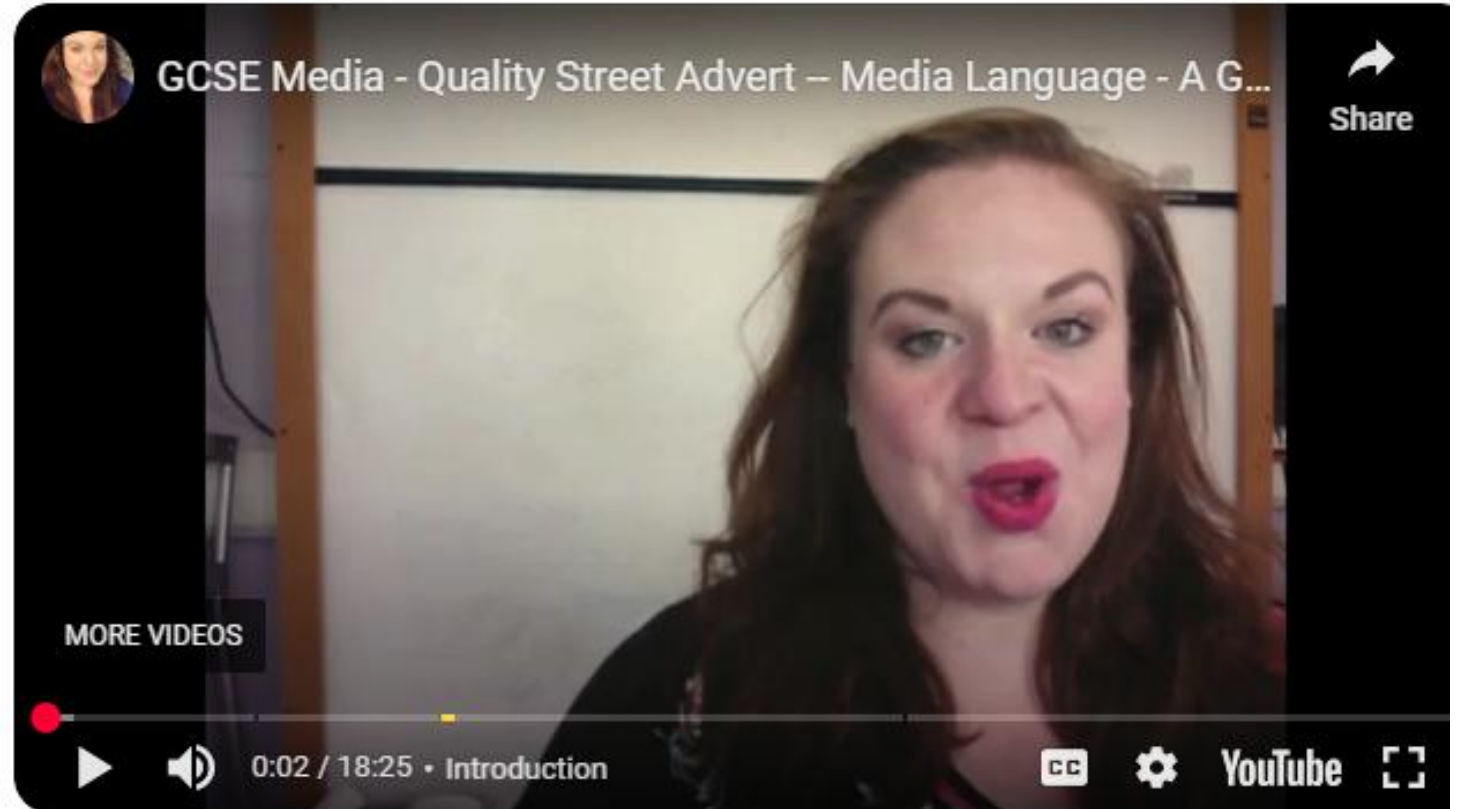 GCSE Media - Quality Street Advert – Media Language - A G...
Share
MORE VIDEOS
0:02 / 18:25 • Introduction
CC
YouTube